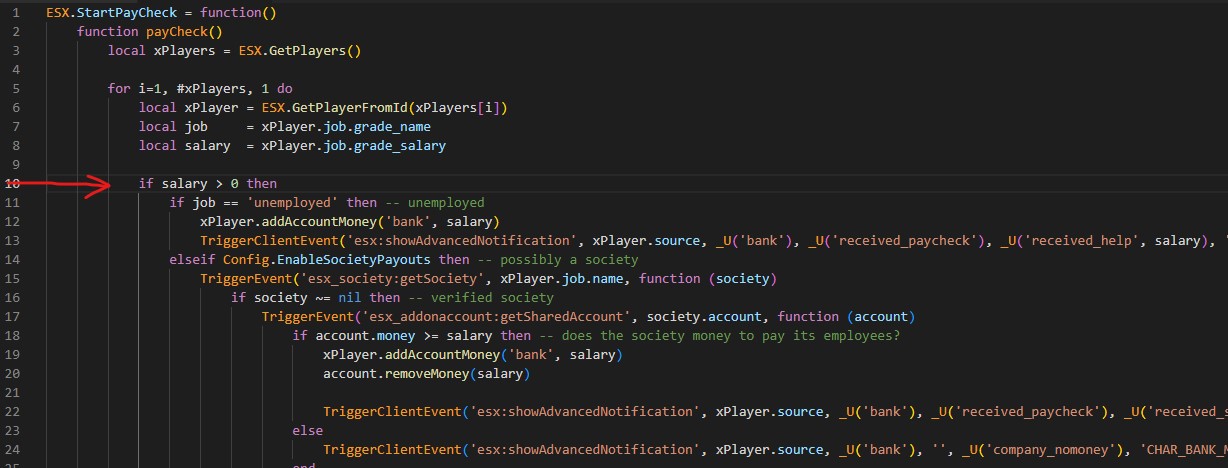 1 ESX.StartPayCheck = function()
2 function payCheck()
3 local xPlayers = ESX.GetPlayers()
4
5 for i=1, #xPlayers, 1 do
6 local xPlayer = ESX.GetPlayerFromId(xPlayers[i])
7 local job     = xPlayer.job.grade_name
8 local salary  = xPlayer.job.grade_salary
9
10 if salary > 0 then
11 if job == 'unemployed' then -- unemployed
12 xPlayer.addAccountMoney('bank', salary)
13 TriggerClientEvent('esx:showAdvancedNotification', xPlayer.source, _U('bank'), _U('received_paycheck'), _U('received_help', salary), '
14 elseif Config.EnableSocietyPayouts then -- possibly a society
15 TriggerEvent('esx_society:getSociety', xPlayer.job.name, function (society)
16 if society ~= nil then -- verified society
17 TriggerEvent('esx_addonaccount:getSharedAccount', society.account, function (account)
18 if account.money >= salary then -- does the society money to pay its employees?
19 xPlayer.addAccountMoney('bank', salary)
20 account.removeMoney(salary)
21
22 TriggerClientEvent('esx:showAdvancedNotification', xPlayer.source, _U('bank'), _U('received_paycheck'), _U('received_s
23 else
24 TriggerClientEvent('esx:showAdvancedNotification', xPlayer.source, _U('bank'), '', _U('company_nomoney'), 'CHAR_BANK_M
25 end